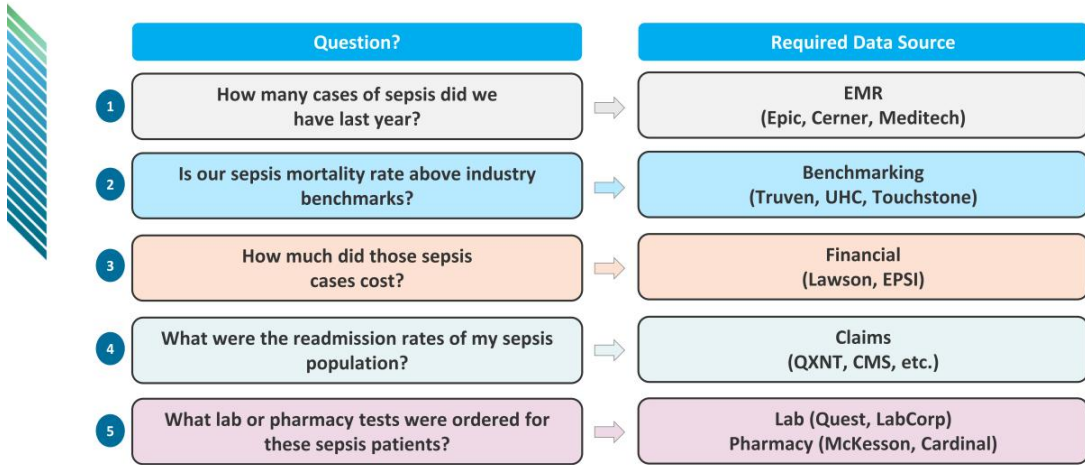 Question?
Required Data Source
1
How many cases of sepsis did we
have last year?
EMR
(Epic, Cerner, Meditech)
2
Is our sepsis mortality rate above industry
benchmarks?
Benchmarking
(Truven, UHC, Touchstone)
3
How much did those sepsis
cases cost?
Financial
(Lawson, EPSI)
4
What were the readmission rates of my sepsis
population?
Claims
(QXNT, CMS, etc.)
5
What lab or pharmacy tests were ordered for
these sepsis patients?
Lab (Quest, LabCorp)
Pharmacy (McKesson, Cardinal)